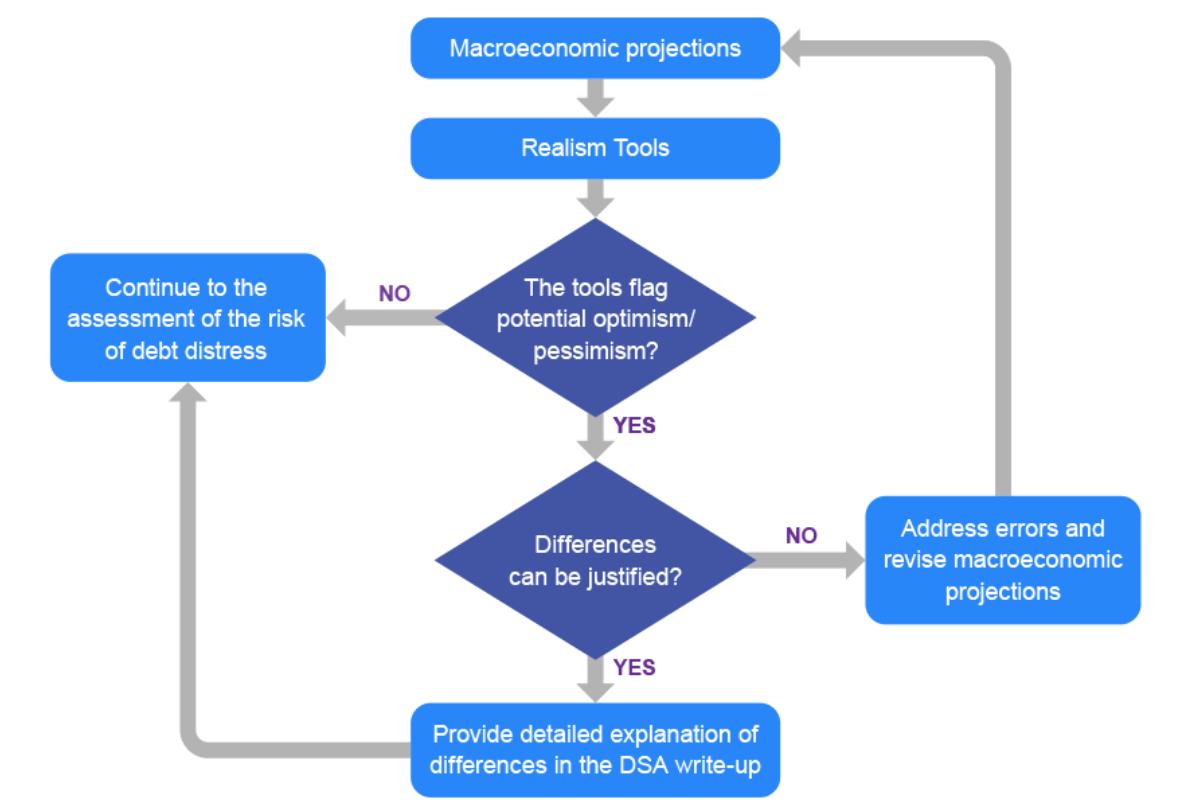 Macroeconomic projections
Realism Tools
The tools flag
potential optimism/
pessimism?
NO
Continue to the
assessment of the risk
of debt distress
YES
Differences
can be justified?
NO
Address errors and
revise macroeconomic
projections
YES
Provide detailed explanation of
differences in the DSA write-up